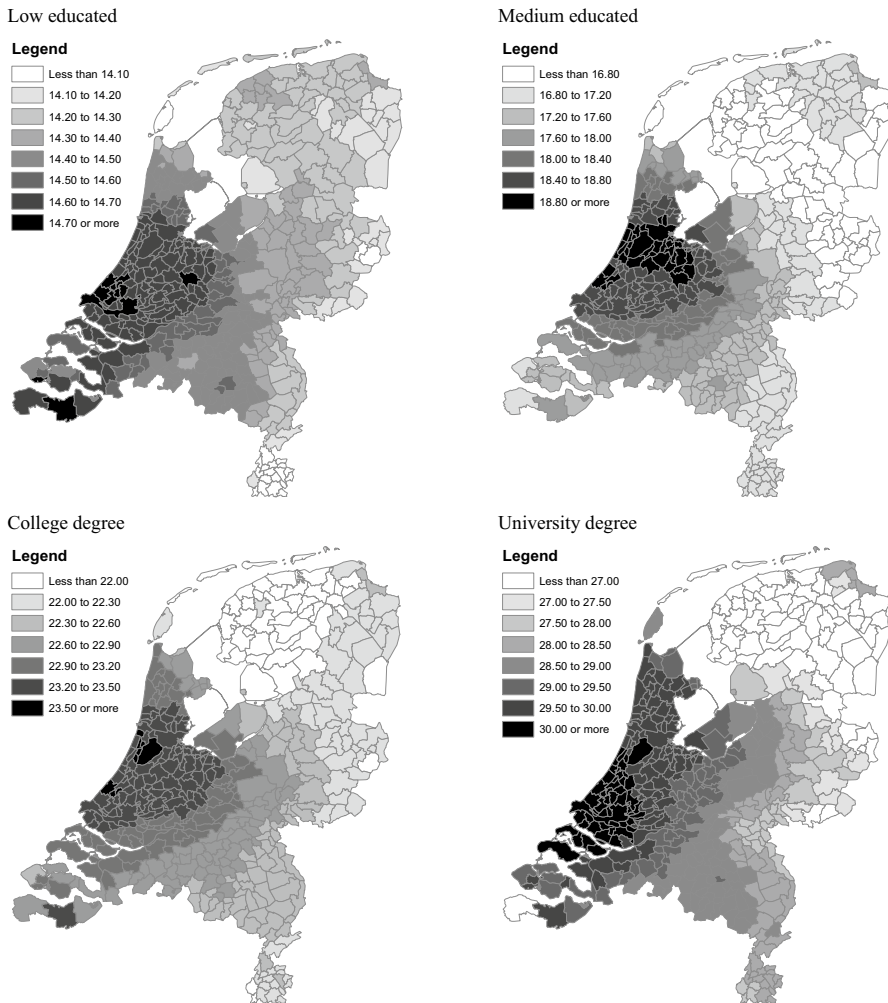 Low educated
Legend
Less than 14.10
14.10 to 14.20
14.20 to 14.30
14.30 to 14.40
14.40 to 14.50
14.50 to 14.60
14.60 to 14.70
14.70 or more
Medium educated
Legend
Less than 16.80
16.80 to 17.20
17.20 to 17.60
17.60 to 18.00
18.00 to 18.40
18.40 to 18.80
18.80 or more
College degree
Legend
Less than 22.00
22.00 to 22.30
22.30 to 22.60
22.60 to 22.90
22.90 to 23.20
23.20 to 23.50
23.50 or more
University degree
Legend
Less than 27.00
27.00 to 27.50
27.50 to 28.00
28.00 to 28.50
28.50 to 29.00
29.00 to 29.50
29.50 to 30.00
30.00 or more